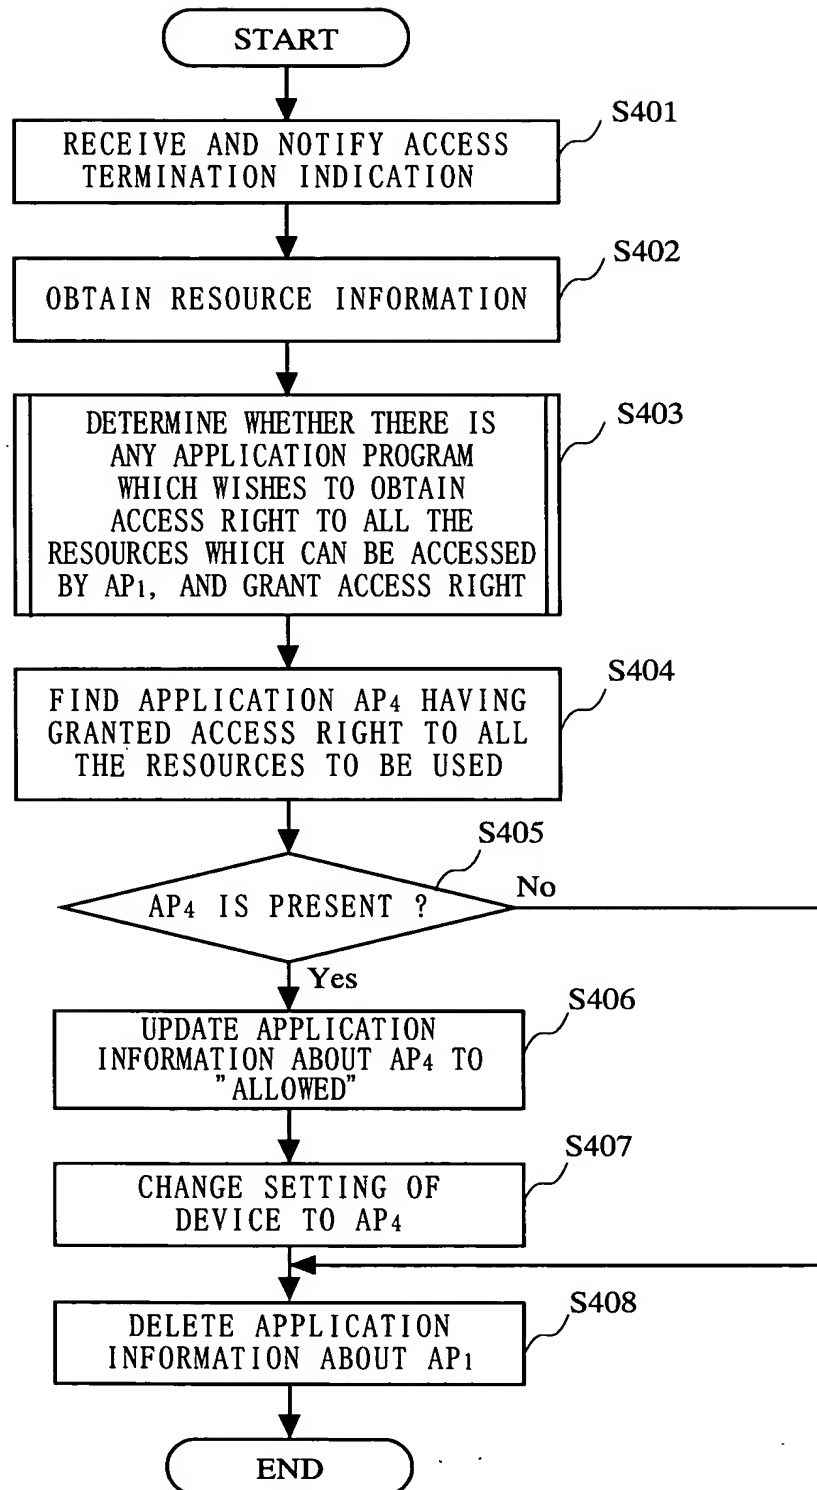 START
S401
RECEIVE AND NOTIFY ACCESS
TERMINATION INDICATION
S402
OBTAIN RESOURCE INFORMATION
S403
DETERMINE WHETHER THERE IS
ANY APPLICATION PROGRAM
WHICH WISHES TO OBTAIN
ACCESS RIGHT TO ALL THE
RESOURCES WHICH CAN BE ACCESSED
BY AP1, AND GRANT ACCESS RIGHT
S404
FIND APPLICATION AP4 HAVING
GRANTED ACCESS RIGHT TO ALL
THE RESOURCES TO BE USED
S405
AP4 IS PRESENT ?
No
Yes
S406
UPDATE APPLICATION
INFORMATION ABOUT AP4 TO
"ALLOWED"
S407
CHANGE SETTING OF
DEVICE TO AP4
S408
DELETE APPLICATION
INFORMATION ABOUT AP1
END